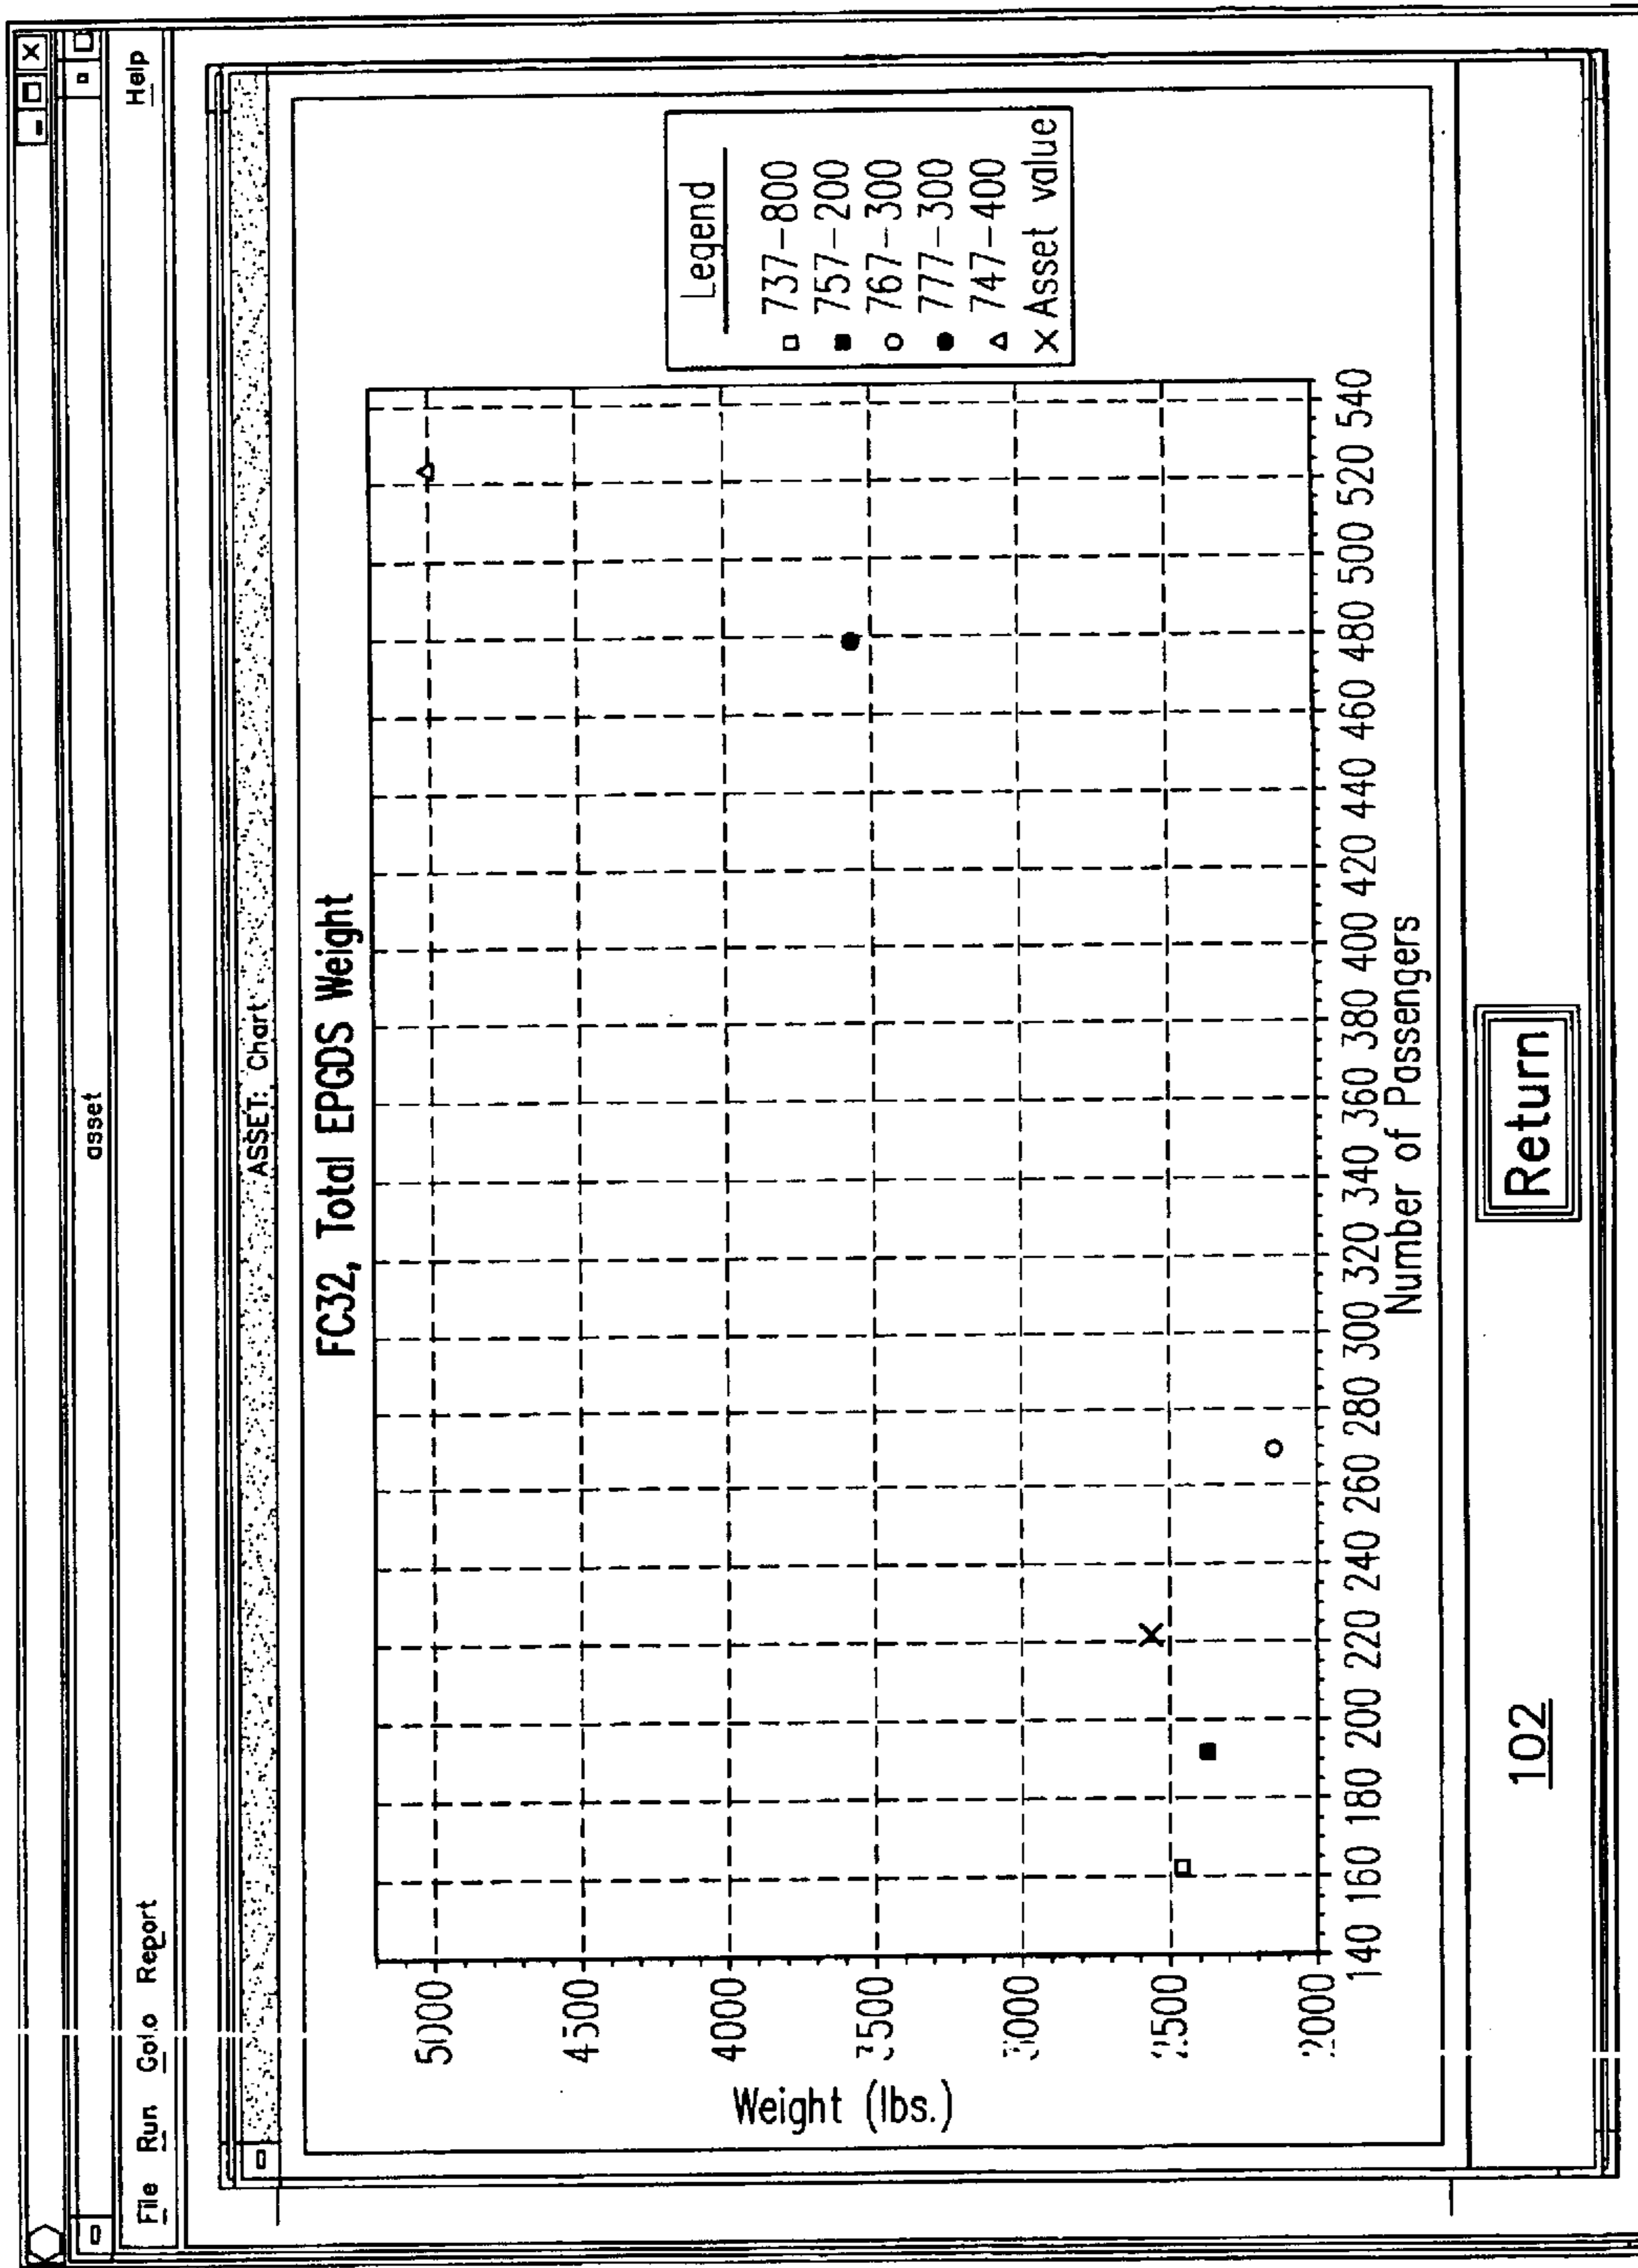 asset
File Run Goto Report Help
ASSET: Chart
FC32, Total EPGDS Weight
Weight (lbs.)
5000
4500
4000
3500
3000
2500
2000
140 160 180 200 220 240 260 280 300 320 340 360 380 400 420 440 460 480 500 520 540
Number of Passengers
Legend
737-800
757-200
767-300
777-300
747-400
Asset value
Return
102